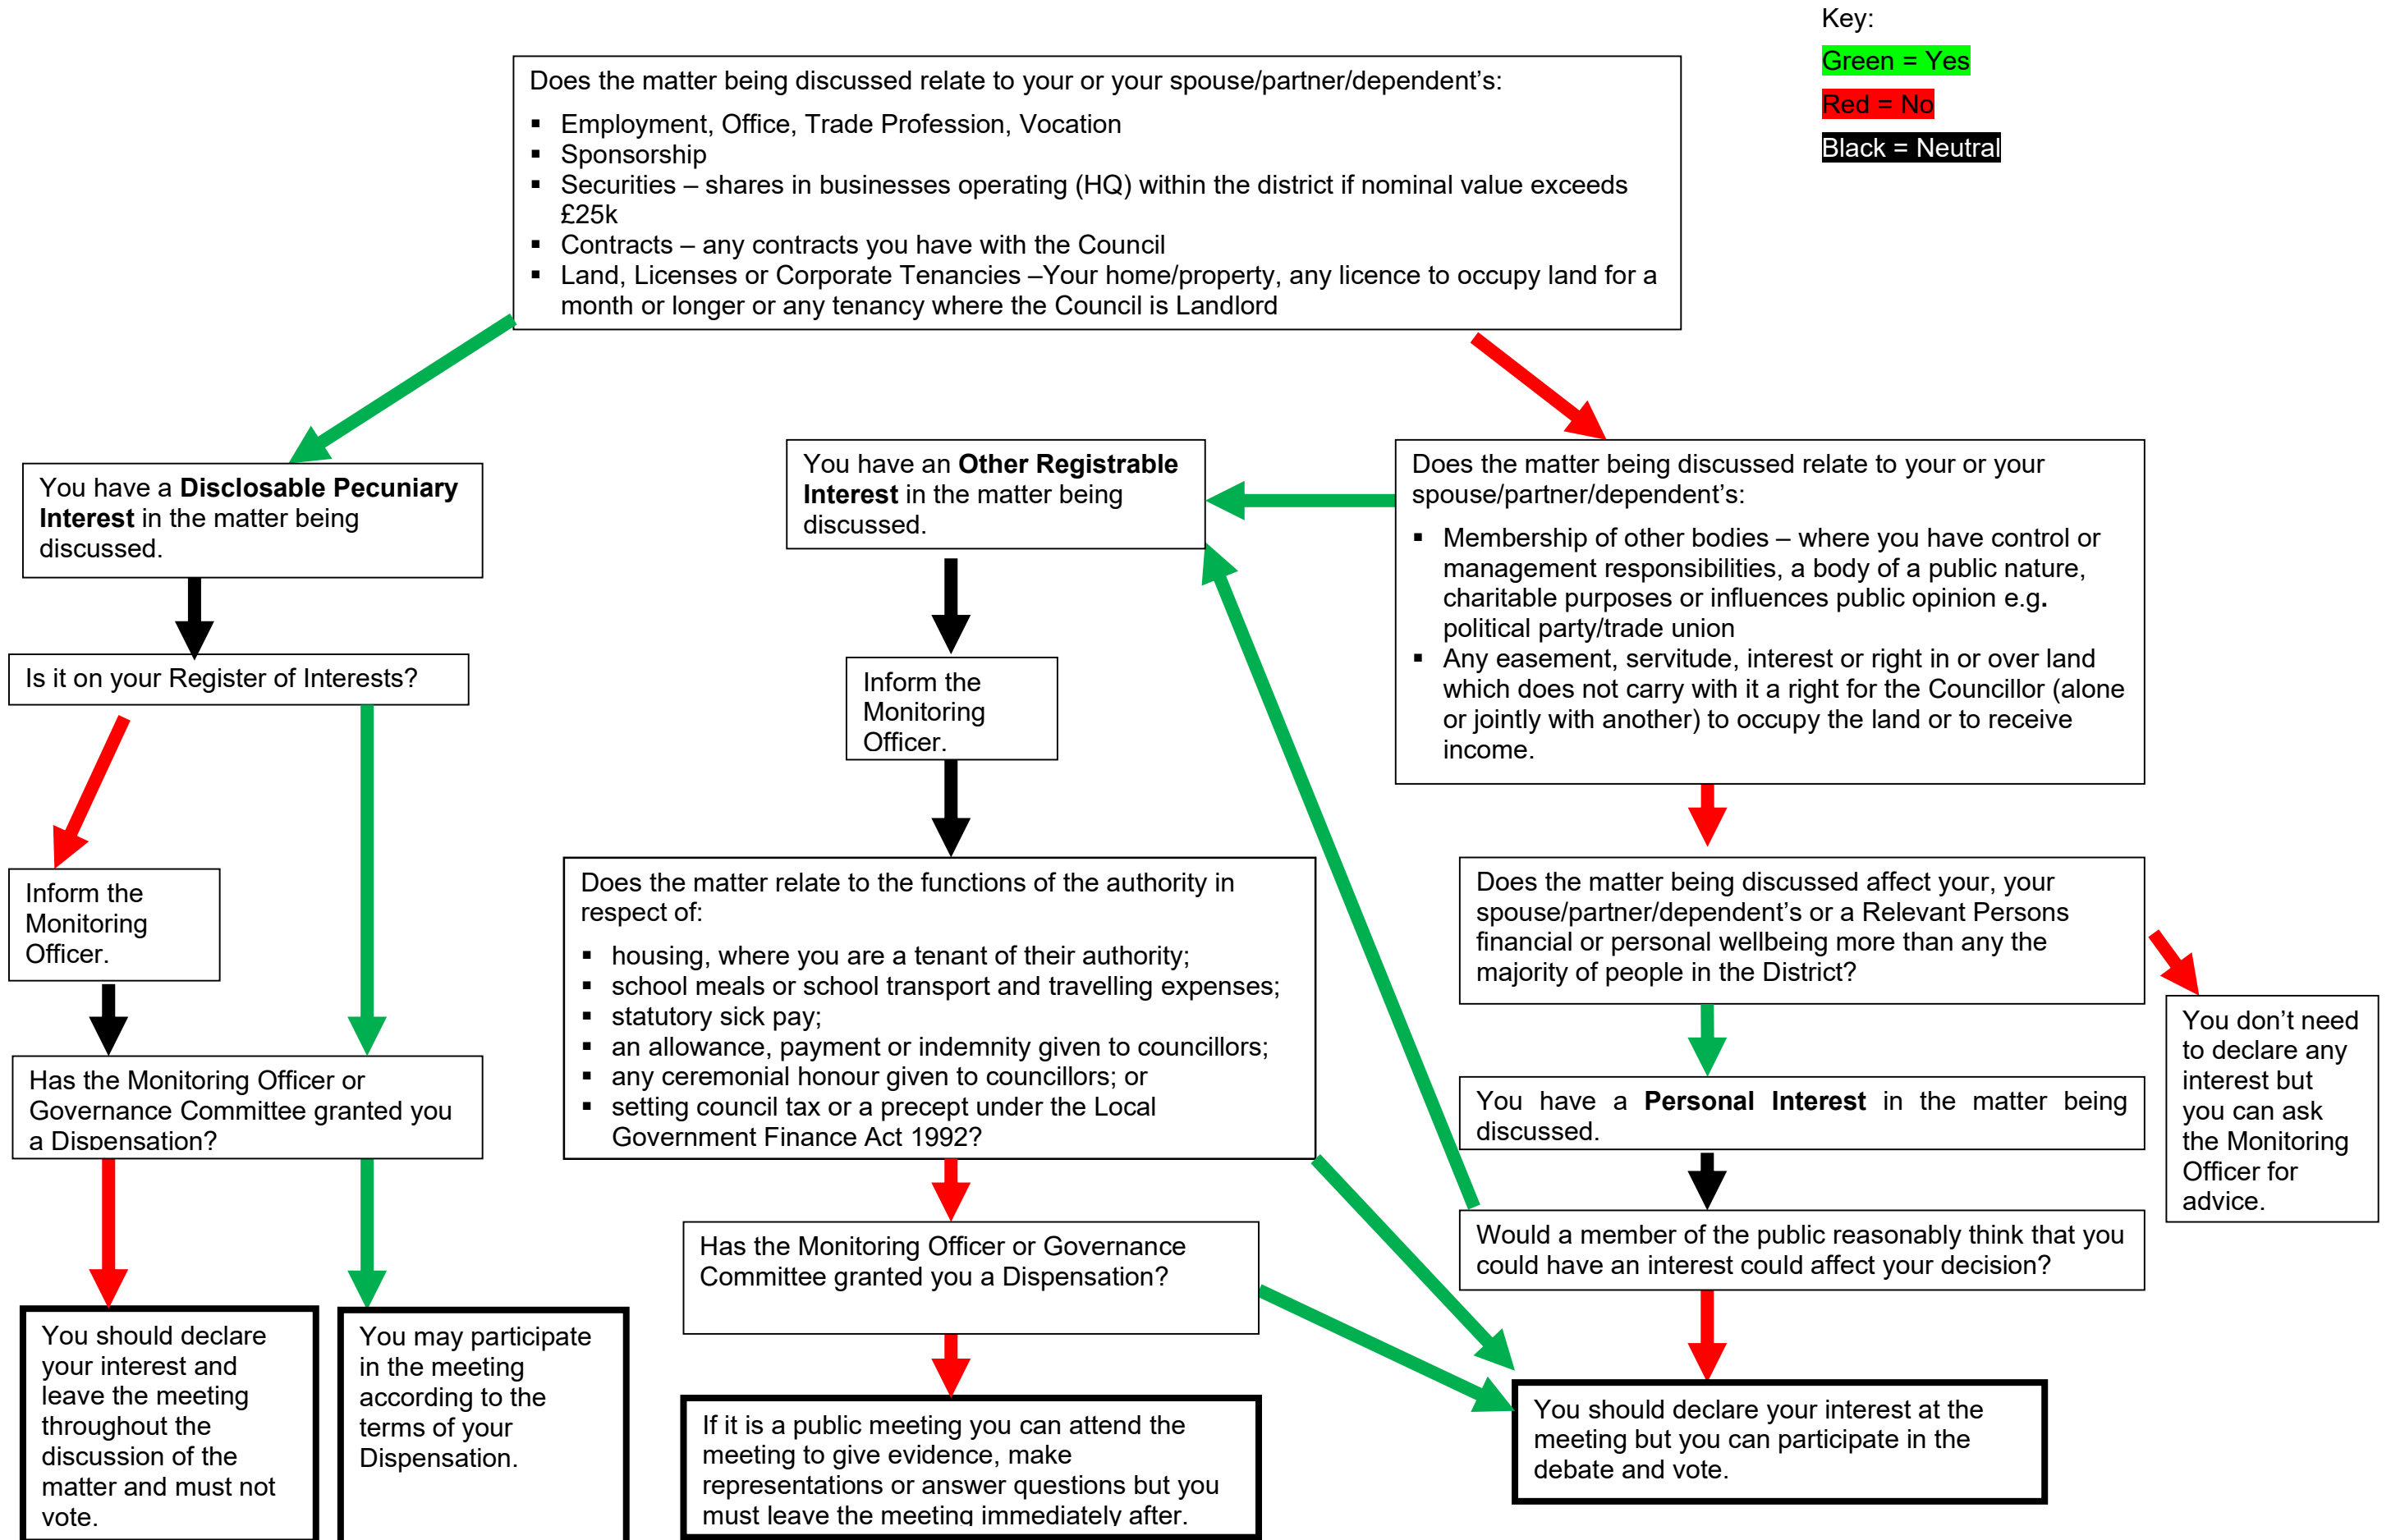 Key:
Green = Yes
Red = No
Black = Neutral
Does the matter being discussed relate to your or your spouse/partner/dependent’s:
▪ Employment, Office, Trade Profession, Vocation
▪ Sponsorship
▪ Securities – shares in businesses operating (HQ) within the district if nominal value exceeds
£25k
▪ Contracts – any contracts you have with the Council
▪ Land, Licenses or Corporate Tenancies –Your home/property, any licence to occupy land for a
month or longer or any tenancy where the Council is Landlord
You have a Disclosable Pecuniary
Interest in the matter being
discussed.
Is it on your Register of Interests?
Inform the
Monitoring
Officer.
Has the Monitoring Officer or
Governance Committee granted you
a Dispensation?
You should declare
your interest and
leave the meeting
throughout the
discussion of the
matter and must not
vote.
You may participate
in the meeting
according to the
terms of your
Dispensation.
You have an Other Registrable
Interest in the matter being
discussed.
Inform the
Monitoring
Officer.
Does the matter relate to the functions of the authority in
respect of:
▪ housing, where you are a tenant of their authority;
▪ school meals or school transport and travelling expenses;
▪ statutory sick pay;
▪ an allowance, payment or indemnity given to councillors;
▪ any ceremonial honour given to councillors; or
▪ setting council tax or a precept under the Local
Government Finance Act 1992?
Has the Monitoring Officer or Governance
Committee granted you a Dispensation?
If it is a public meeting you can attend the
meeting to give evidence, make
representations or answer questions but you
must leave the meeting immediately after.
Does the matter being discussed relate to your or your
spouse/partner/dependent’s:
▪ Membership of other bodies – where you have control or
management responsibilities, a body of a public nature,
charitable purposes or influences public opinion e.g.
political party/trade union
▪ Any easement, servitude, interest or right in or over land
which does not carry with it a right for the Councillor (alone
or jointly with another) to occupy the land or to receive
income.
Does the matter being discussed affect your, your
spouse/partner/dependent’s or a Relevant Persons
financial or personal wellbeing more than any the
majority of people in the District?
You don’t need
to declare any
interest but
you can ask
the Monitoring
Officer for
advice.
You have a Personal Interest in the matter being
discussed.
Would a member of the public reasonably think that you
could have an interest could affect your decision?
You should declare your interest at the
meeting but you can participate in the
debate and vote.